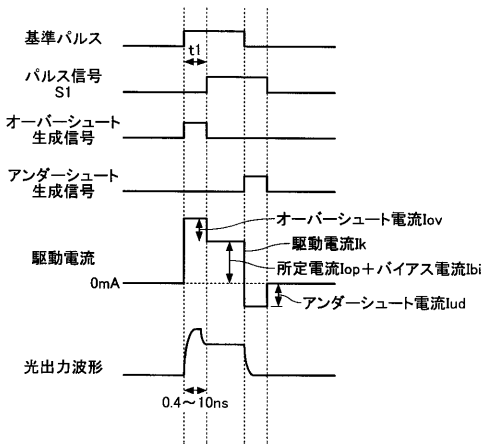 基準パルス
t1
パルス信号
S1
オーバーシュート
生成信号
アンダーシュート
生成信号
オーバーシュート電流Iov
駆動電流Ik
駆動電流
所定電流Iop＋バイアス電流Ibi
0mA
アンダーシュート電流Iud
光出力波形
0.4〜10ns